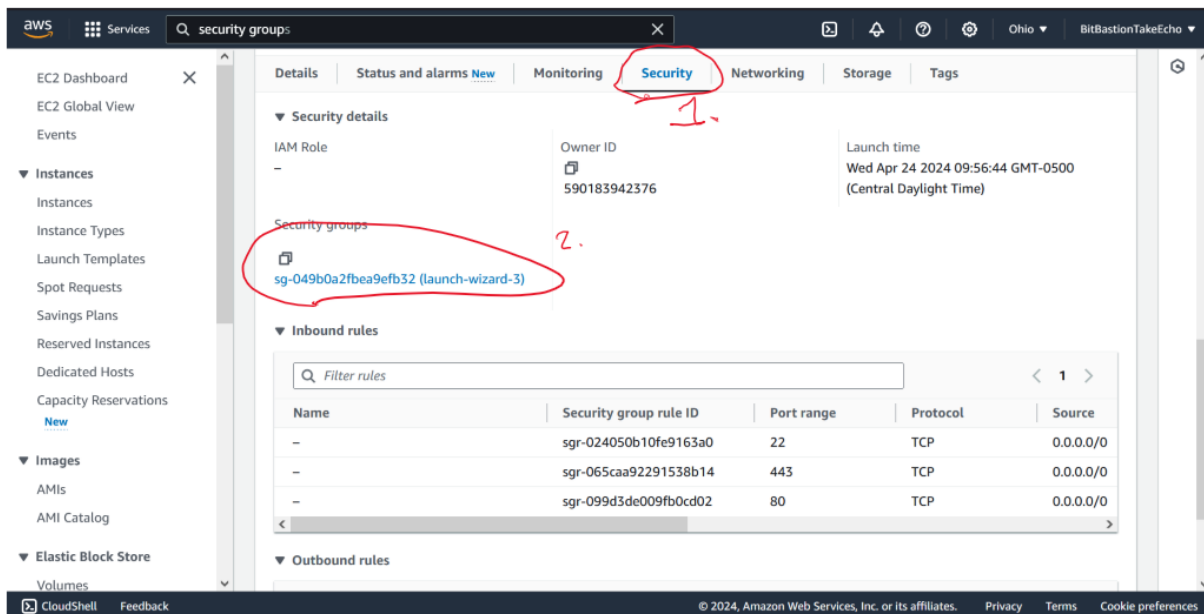 aws Services security groups Ohio BitBastionTakeEcho
EC2 Dashboard
EC2 Global View
Events
Instances
Instances
Instance Types
Launch Templates
Spot Requests
Savings Plans
Reserved Instances
Dedicated Hosts
Capacity Reservations
New
Images
AMIs
AMI Catalog
Elastic Block Store
Volumes
Details Status and alarms New Monitoring Security Networking Storage Tags
1.
Security details
IAM Role Owner ID Launch time
– 590183942376 Wed Apr 24 2024 09:56:44 GMT-0500
(Central Daylight Time)
Security groups
2.
sg-049b0a2fbea9efb32 (launch-wizard-3)
Inbound rules
Filter rules 1
Name Security group rule ID Port range Protocol Source
– sgr-024050b10fe9163a0 22 TCP 0.0.0.0/0
– sgr-065caa92291538b14 443 TCP 0.0.0.0/0
– sgr-099d3de009fb0cd02 80 TCP 0.0.0.0/0
Outbound rules
CloudShell Feedback © 2024, Amazon Web Services, Inc. or its affiliates. Privacy Terms Cookie preferences